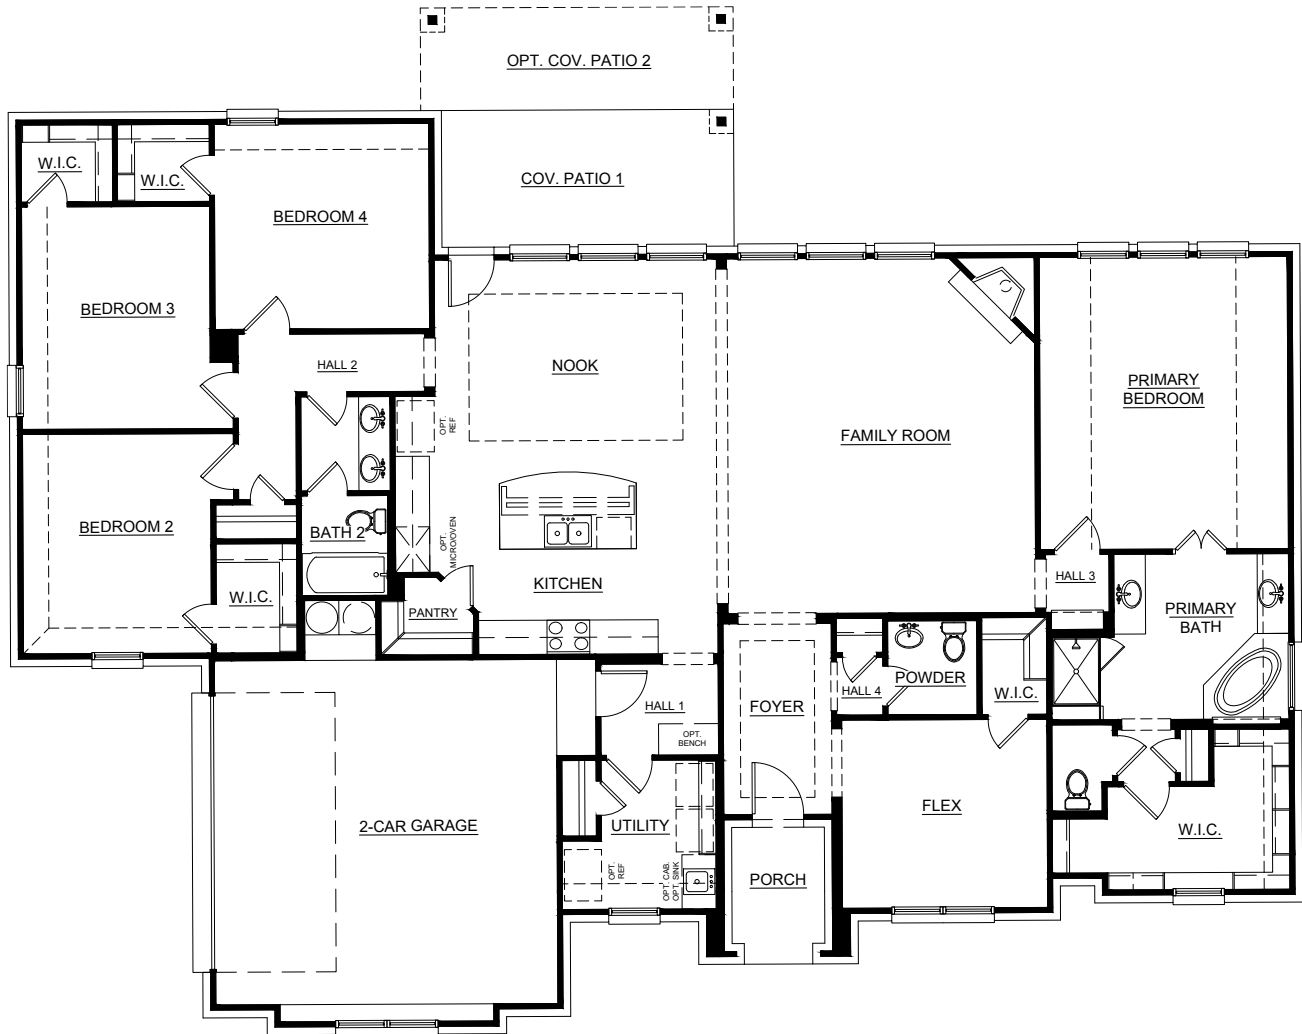 OPT. COV. PATIO 2
W.I.C.
W.I.C.
COV. PATIO 1
BEDROOM 4
BEDROOM 3
HALL 2
NOOK
PRIMARY
BEDROOM
OPT.
REF
FAMILY ROOM
BEDROOM 2
BATH 2
OPT.
MICRO/OVEN
KITCHEN
HALL 3
W.I.C.
PANTRY
PRIMARY
BATH
POWDER
HALL 4
W.I.C.
HALL 1
FOYER
OPT.
BENCH
2-CAR GARAGE
UTILITY
FLEX
W.I.C.
OPT.
REF
OPT. CAB.
OPT. SINK
PORCH